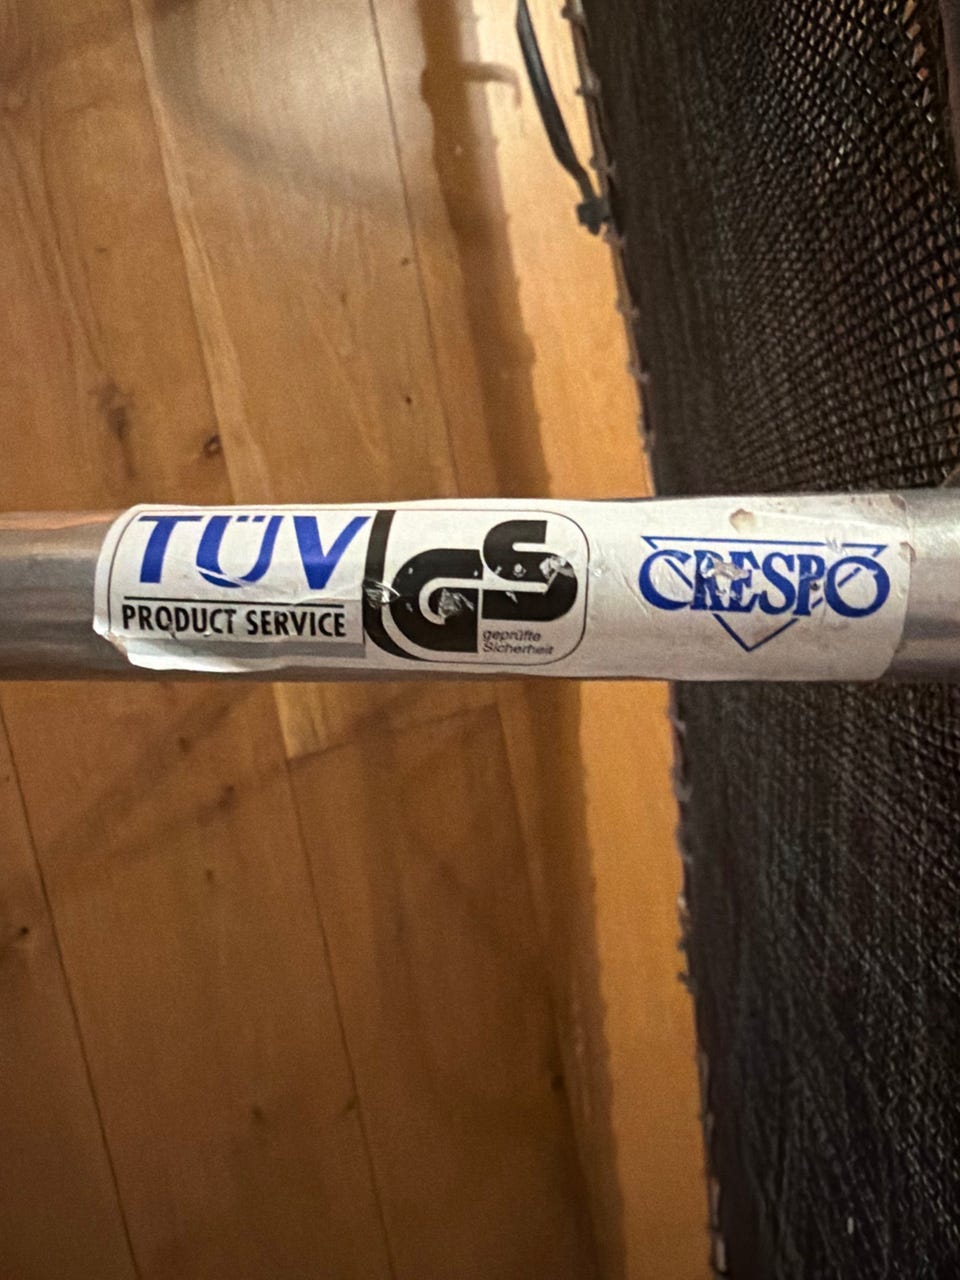 TÜV
PRODUCT SERVICE
GS
geprüfte
Sicherheit
CRESPO